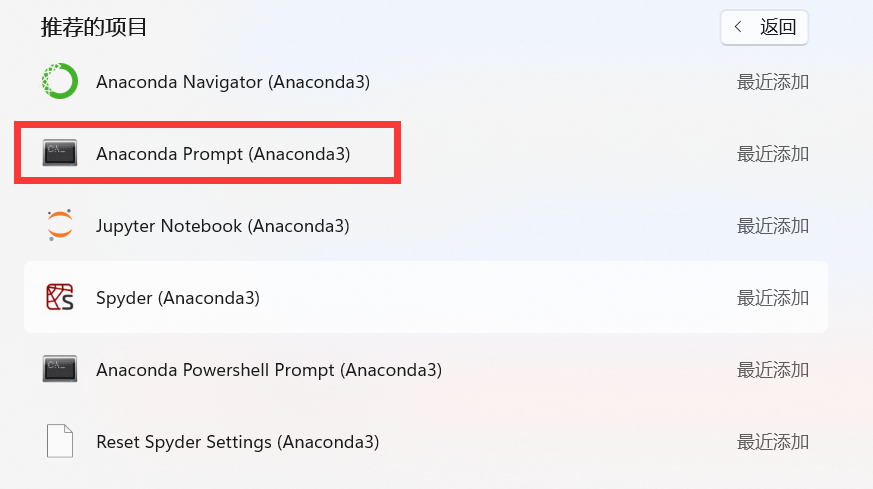 推荐的项目
返回
Anaconda Navigator (Anaconda3) 最近添加
Anaconda Prompt (Anaconda3) 最近添加
Jupyter Notebook (Anaconda3) 最近添加
Spyder (Anaconda3) 最近添加
Anaconda Powershell Prompt (Anaconda3) 最近添加
Reset Spyder Settings (Anaconda3) 最近添加